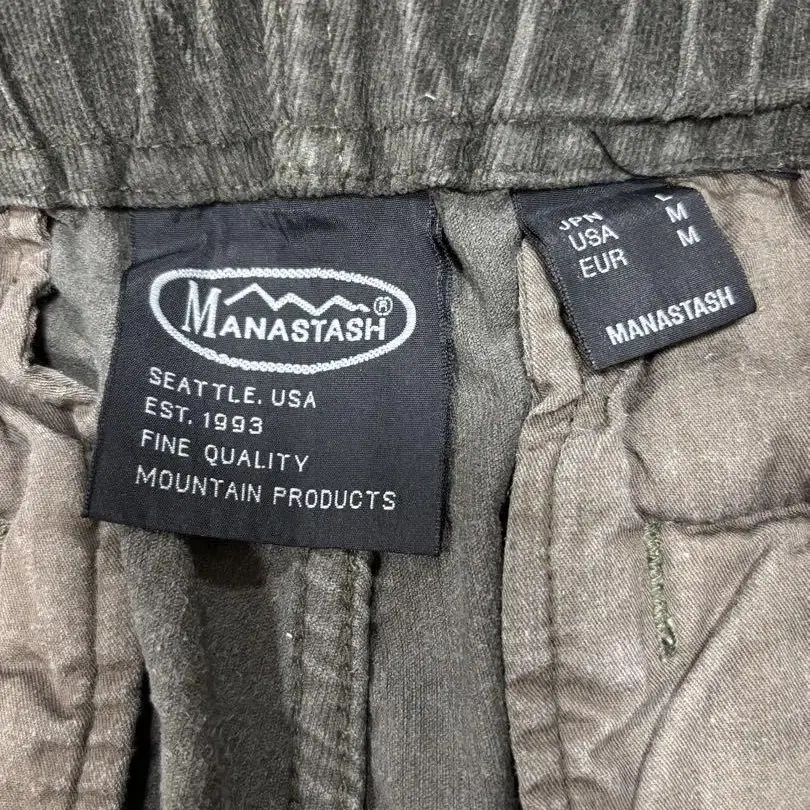 MANASTASH®
SEATTLE, USA
EST. 1993
FINE QUALITY
MOUNTAIN PRODUCTS
JPN L
USA M
EUR M
MANASTASH